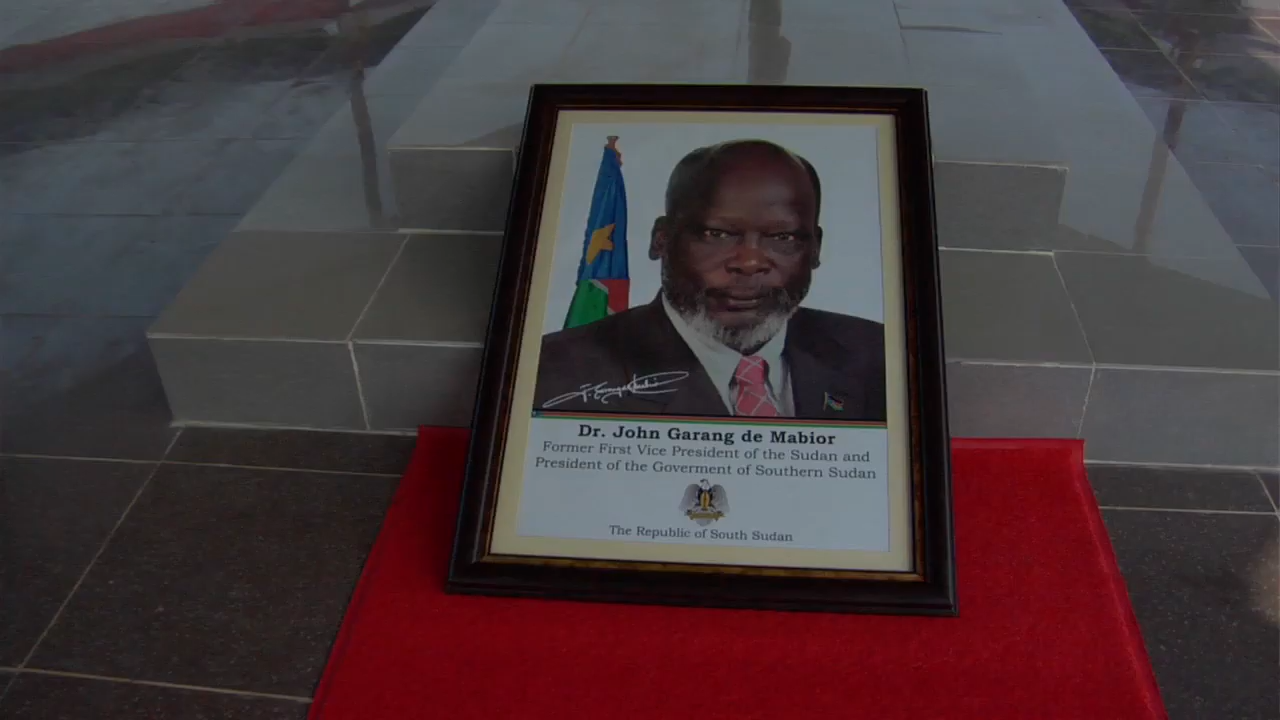 Dr. John Garang de Mabior
Former First Vice President of the Sudan and
President of the Goverment of Southern Sudan
The Republic of South Sudan